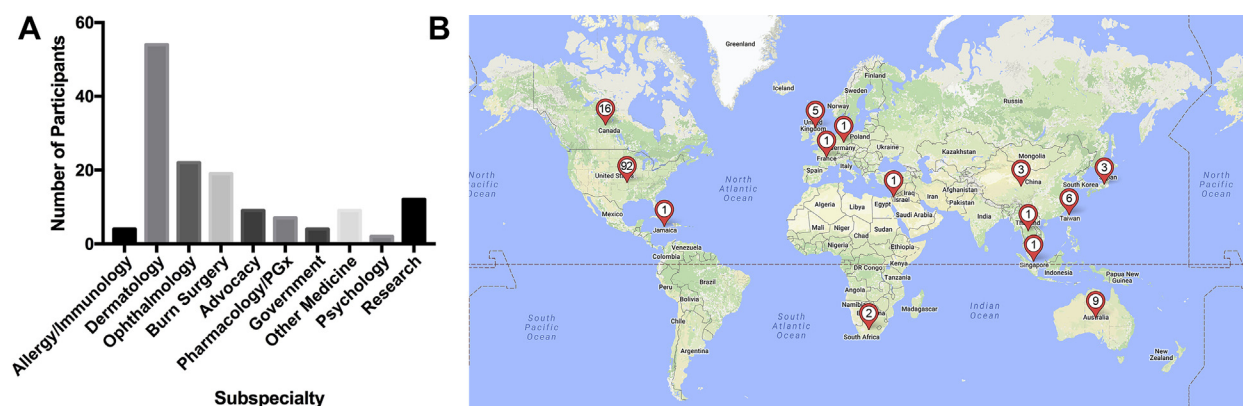 A
Number of Participants
60
40
20
0
Allergy/Immunology
Dermatology
Ophthalmology
Burn Surgery
Advocacy
Pharmacology/PGx
Government
Other Medicine
Psychology
Research
Subspecialty
B
Greenland
Iceland
Finland
Sweden
Norway
Russia
16
Canada
5
United
Kingdom
1
Poland
1
Germany
France
Ukraine
Kazakhstan
Mongolia
Spain
Italy
92
United
North
Pacific
Ocean
North
Atlantic
Ocean
3
China
3
South Korea
North
Pacific
Ocean
1
Israel
Iraq
Iran
Afghanistan
Pakistan
6
Taiwan
Mexico
1
Jamaica
Algeria
Libya
Egypt
Saudi Arabia
India
1
Mali
Niger
Chad
Sudan
Nigeria
Ethiopia
Venezuela
Colombia
1
Singapore
Indonesia
Papua New
Guinea
DR Congo
Kenya
Tanzania
Peru
Brazil
Bolivia
Angola
Namibia
Madagascar
Chile
2
South Africa
Indian
Ocean
9
Australia
South
Pacific
Ocean
South
Atlantic
Ocean
Argentina
New
Zealand